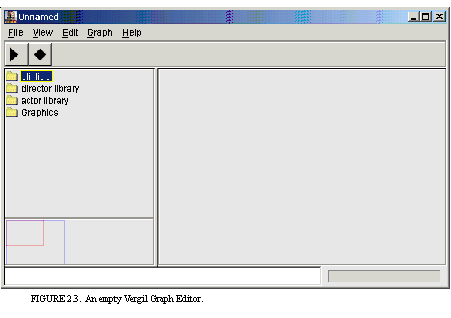 Unnamed
File View Edit Graph Help
director library
actor library
Graphics
FIGURE 2.3. An empty Vergil Graph Editor.